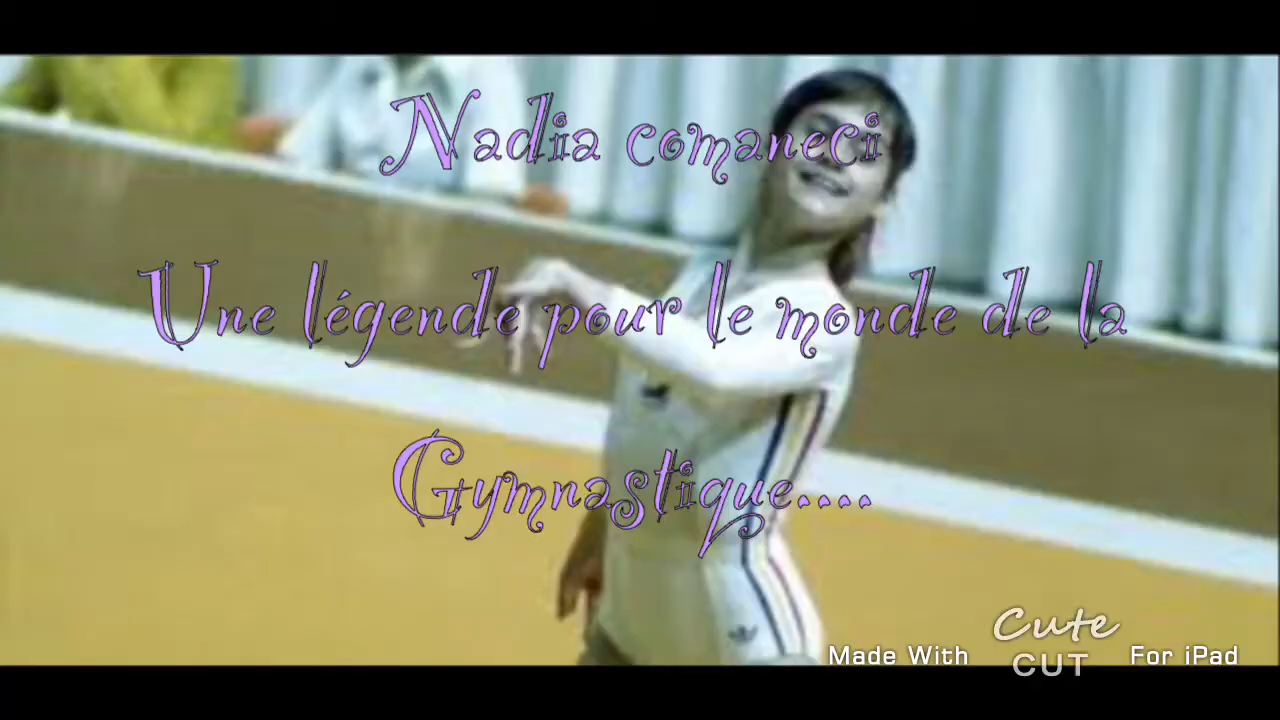 Nadia comaneci
Une légende pour le monde de la
Gymnastique....
Made With Cute CUT For iPad